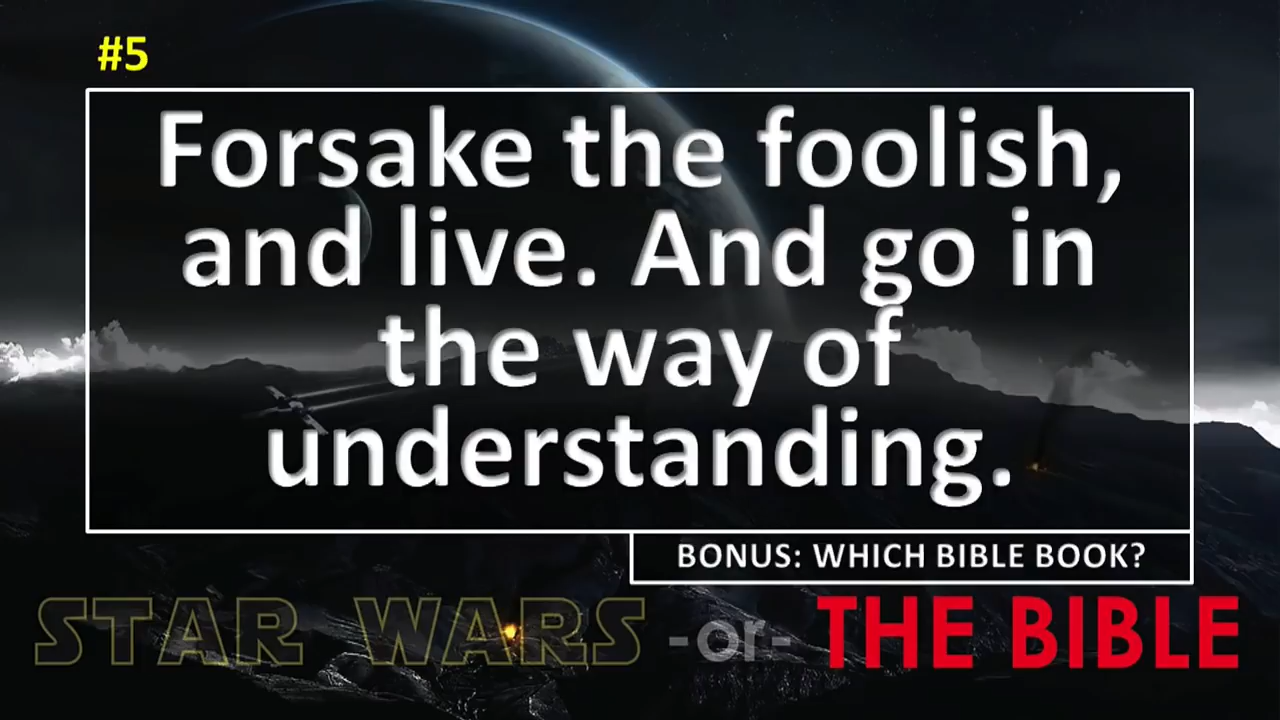 #5
Forsake the foolish,
and live. And go in
the way of
understanding.
BONUS: WHICH BIBLE BOOK?
STAR WARS -or- THE BIBLE